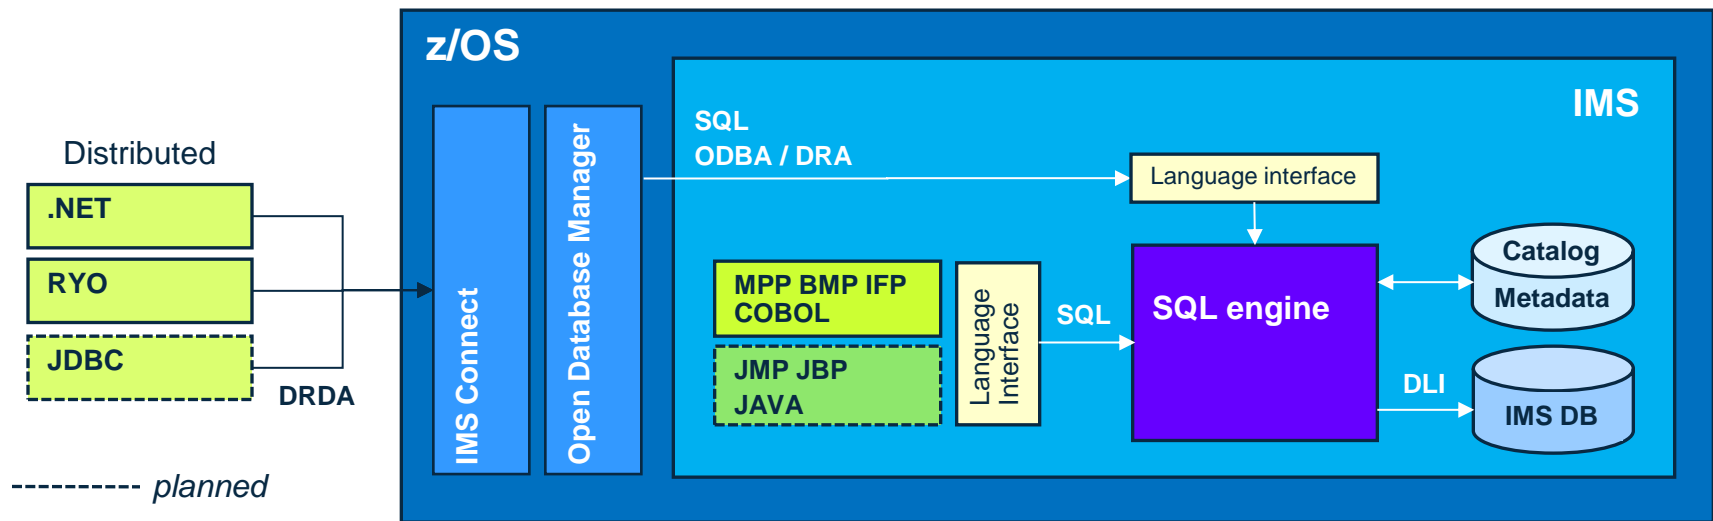 z/OS
IMS
Distributed
.NET
RYO
JDBC
DRDA
planned
IMS Connect
Open Database Manager
SQL
ODBA / DRA
Language interface
MPP BMP IFP
COBOL
JMP JBP
JAVA
Language
Interface
SQL
SQL engine
Catalog
Metadata
DLI
IMS DB